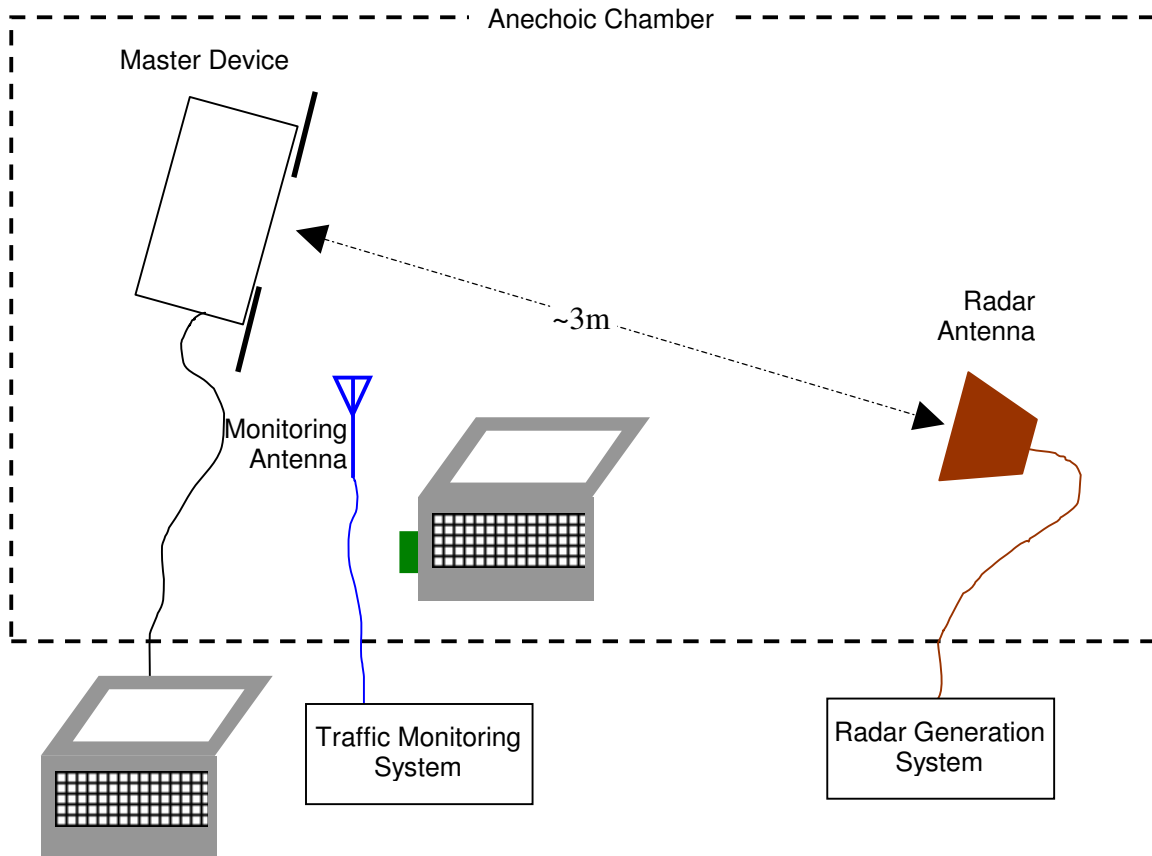 Anechoic Chamber
Master Device
~3m
Radar
Antenna
Monitoring
Antenna
Traffic Monitoring
System
Radar Generation
System